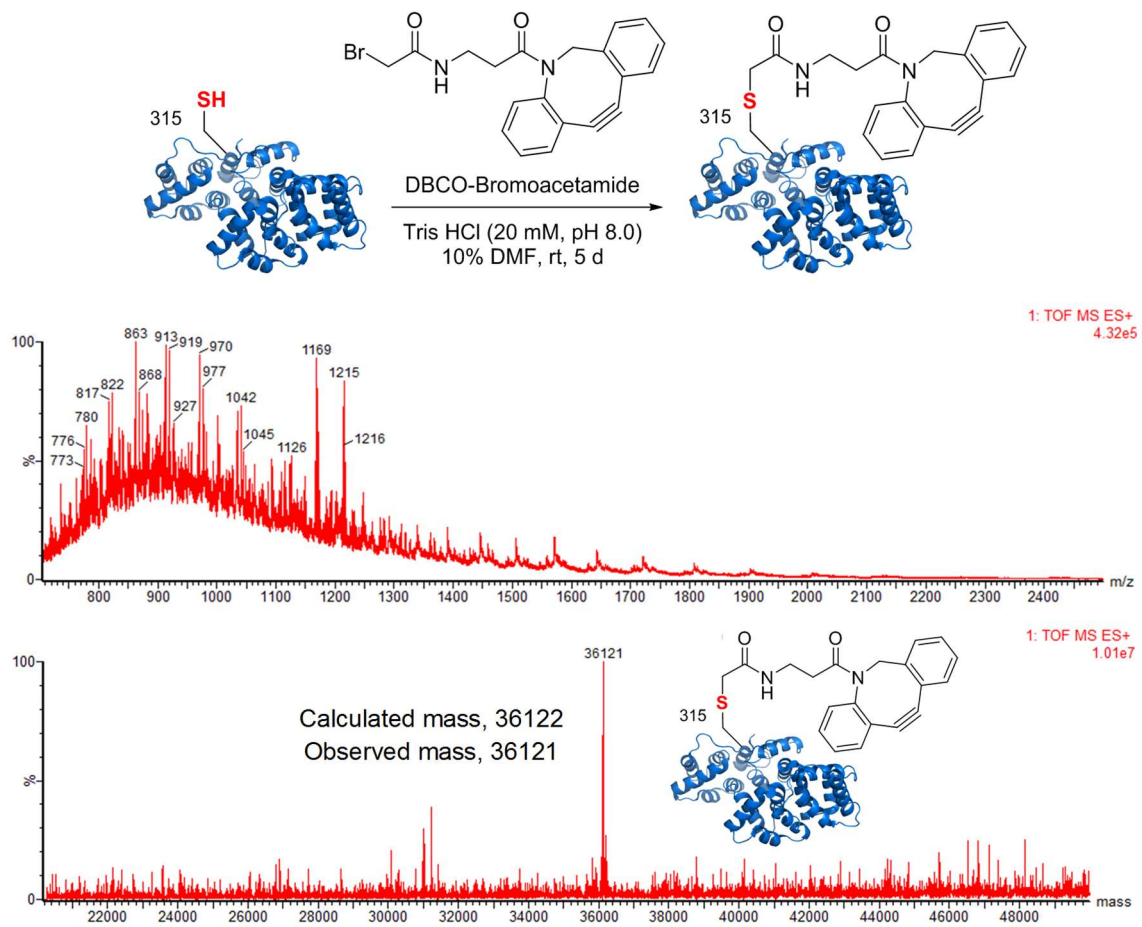 O
O
Br
N
H
N
SH
315
DBCO-Bromoacetamide
Tris HCl (20 mM, pH 8.0)
10% DMF, rt, 5 d
O
O
N
H
N
S
315
1: TOF MS ES+
4.32e5
100
%
0
863
913
919
970
1169
1215
868
977
817
822
927
1042
780
776
773
1045
1126
1216
800 900 1000 1100 1200 1300 1400 1500 1600 1700 1800 1900 2000 2100 2200 2300 2400 m/z
1: TOF MS ES+
1.01e7
100
%
0
36121
Calculated mass, 36122
Observed mass, 36121
O
O
N
H
N
S
315
22000 24000 26000 28000 30000 32000 34000 36000 38000 40000 42000 44000 46000 48000 mass